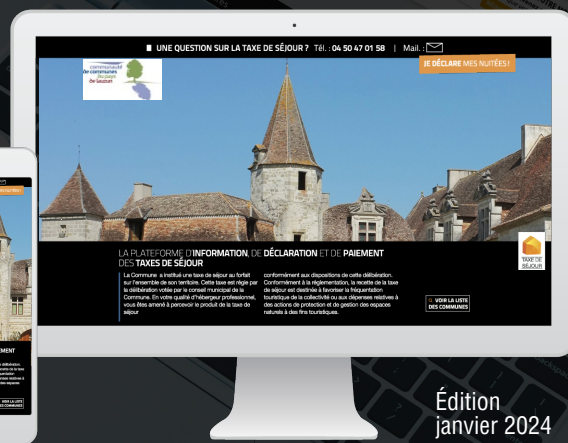 UNE QUESTION SUR LA TAXE DE SÉJOUR ? Tél. : 04 50 47 01 58 | Mail. :
JE DÉCLARE MES NUITÉES !
communauté
de communes
de Lauzun
LA PLATEFORME D'INFORMATION, DE DÉCLARATION ET DE PAIEMENT
DES TAXES DE SÉJOUR
La Commune a institué une taxe de séjour au forfait
sur l'ensemble de son territoire. Cette taxe est régie par
la délibération votée par le conseil municipal de la
Commune. En votre qualité d'hébergeur professionnel,
vous êtes amené à percevoir le produit de la taxe de
séjour
conformément aux dispositions de cette délibération.
Conformément à la réglementation, la recette de la taxe
de séjour est destinée à favoriser la fréquentation
touristique de la collectivité ou aux dépenses relatives à
des actions de protection et de gestion des espaces
naturels à des fins touristiques.
TAXE DE
SÉJOUR
VOIR LA LISTE
DES COMMUNES
Édition
janvier 2024